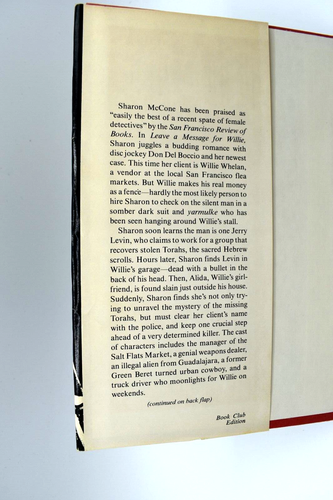 Sharon McCone has been praised as
"easily the best of a recent spate of female
detectives" by the San Francisco Review of
Books. In Leave a Message for Willie,
Sharon juggles a budding romance with
disc jockey Don Del Boccio and her newest
case. This time her client is Willie Whelan,
a vendor at the local San Francisco flea
markets. But Willie makes his real money
as a fence—hardly the most likely person to
hire Sharon to check on the silent man in a
somber dark suit and yarmulke who has
been seen hanging around Willie's stall.
Sharon soon learns the man is one Jerry
Levin, who claims to work for a group that
recovers stolen Torahs, the sacred Hebrew
scrolls. Hours later, Sharon finds Levin in
Willie's garage—dead with a bullet in the
back of his head. Then, Alida, Willie's girl-
friend, is found slain just outside his house.
Suddenly, Sharon finds she's not only try-
ing to unravel the mystery of the missing
Torahs, but must clear her client's name
with the police, and keep one crucial step
ahead of a very determined killer. The cast
of characters includes the manager of the
Salt Flats Market, a genial weapons dealer,
an illegal alien from Guadalajara, a former
Green Beret turned urban cowboy, and a
truck driver who moonlights for Willie on
weekends.
(continued on back flap)
Book Club
Edition